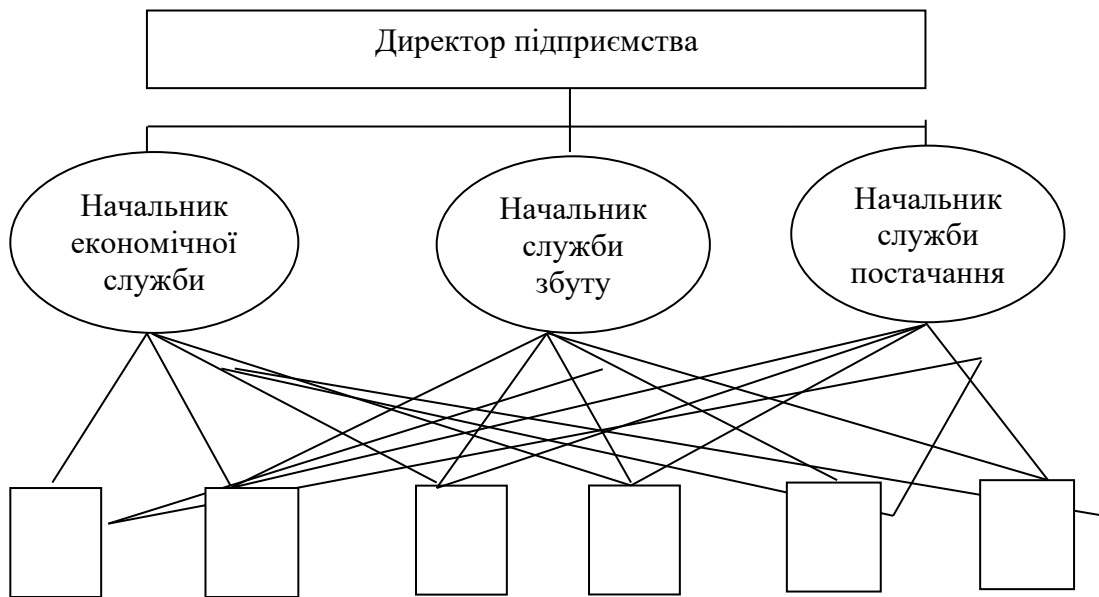 Директор підприємства
Начальник
економічної
служби
Начальник
служби
збуту
Начальник
служби
постачання